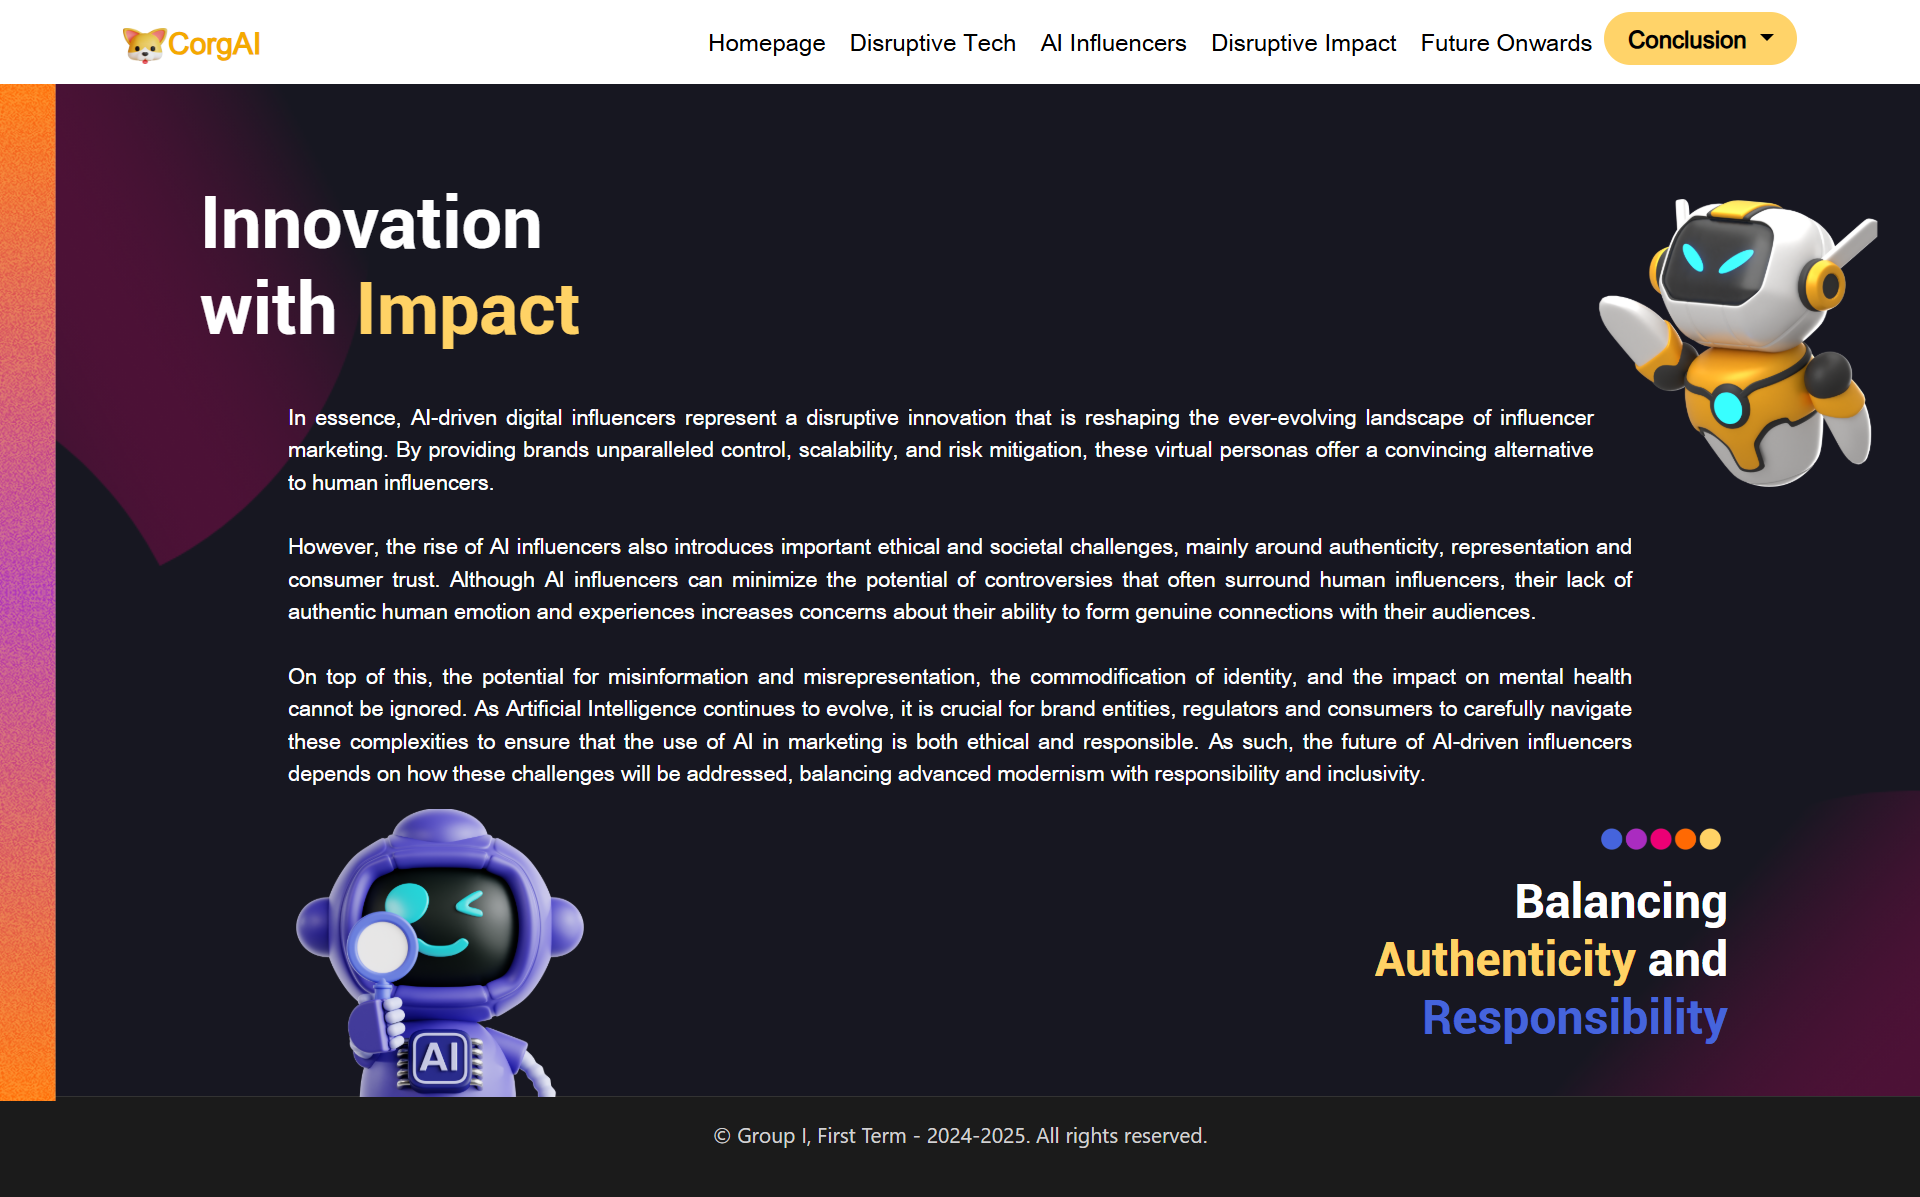 CorgAI
Homepage Disruptive Tech AI Influencers Disruptive Impact Future Onwards Conclusion
Innovation
with Impact
In essence, AI-driven digital influencers represent a disruptive innovation that is reshaping the ever-evolving landscape of influencer
marketing. By providing brands unparalleled control, scalability, and risk mitigation, these virtual personas offer a convincing alternative
to human influencers.
However, the rise of AI influencers also introduces important ethical and societal challenges, mainly around authenticity, representation and
consumer trust. Although AI influencers can minimize the potential of controversies that often surround human influencers, their lack of
authentic human emotion and experiences increases concerns about their ability to form genuine connections with their audiences.
On top of this, the potential for misinformation and misrepresentation, the commodification of identity, and the impact on mental health
cannot be ignored. As Artificial Intelligence continues to evolve, it is crucial for brand entities, regulators and consumers to carefully navigate
these complexities to ensure that the use of AI in marketing is both ethical and responsible. As such, the future of AI-driven influencers
depends on how these challenges will be addressed, balancing advanced modernism with responsibility and inclusivity.
Balancing
Authenticity and
Responsibility
AI
© Group I, First Term - 2024-2025. All rights reserved.